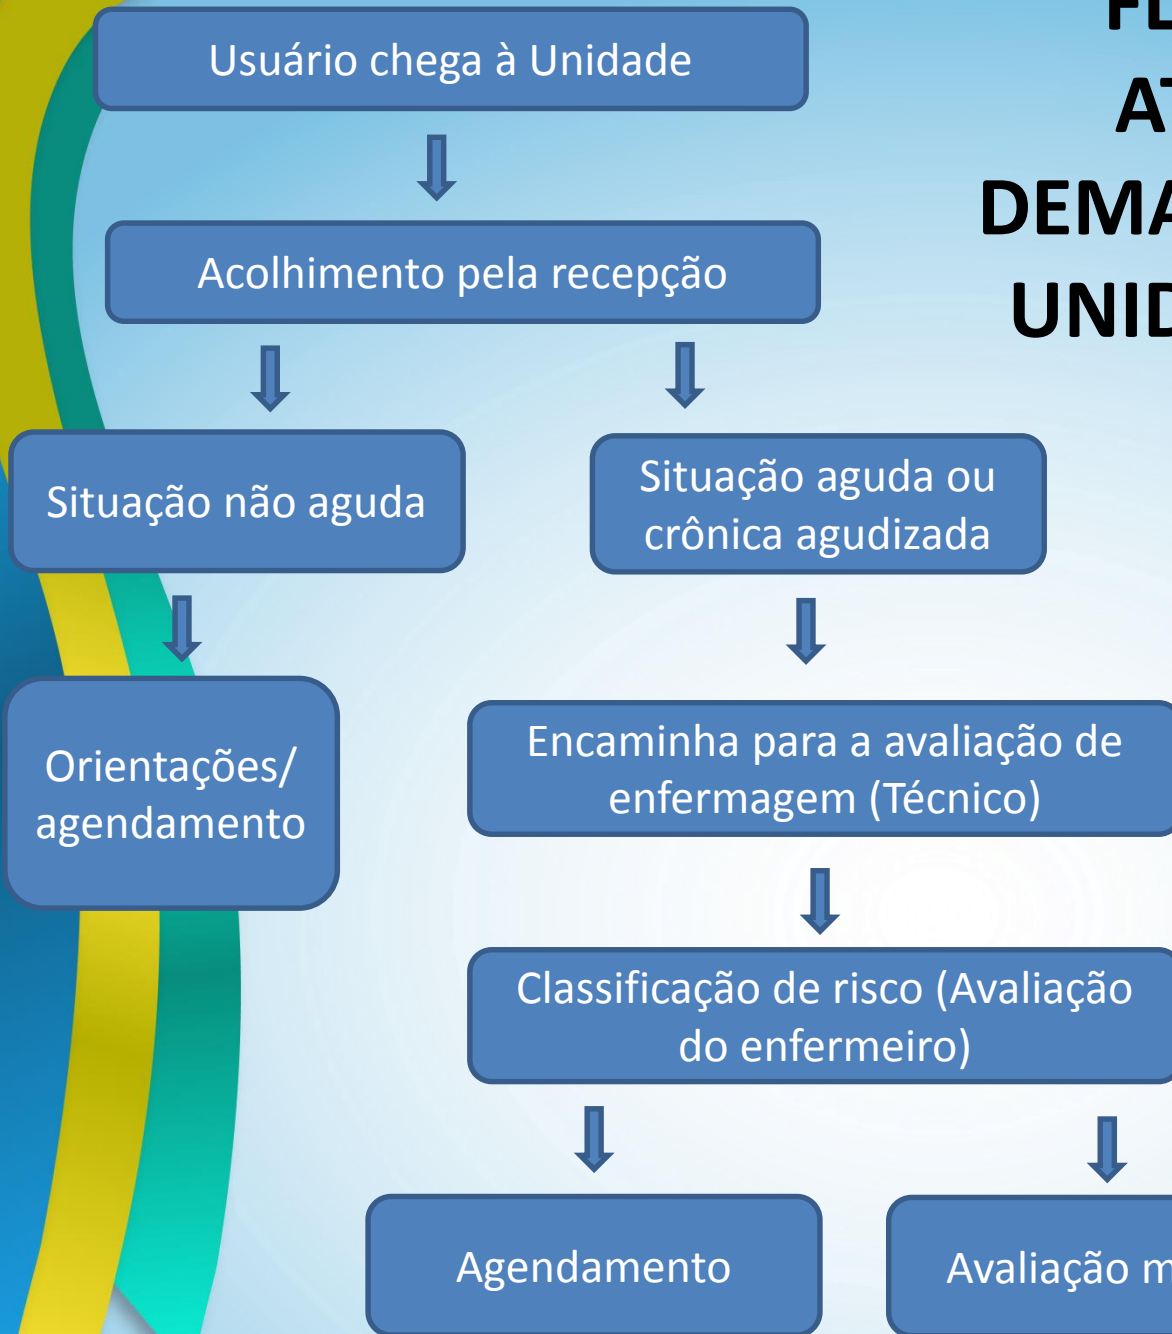 Usuário chega à Unidade
Acolhimento pela recepção
Situação não aguda
Situação aguda ou
crônica agudizada
Orientações/
agendamento
Encaminha para a avaliação de
enfermagem (Técnico)
Classificação de risco (Avaliação
do enfermeiro)
Agendamento
Avaliação